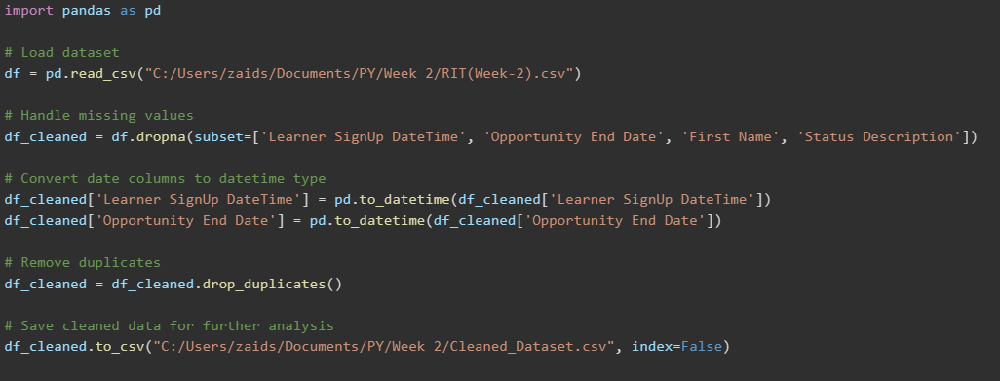 import pandas as pd
# Load dataset
df = pd.read_csv("C:/Users/zaids/Documents/PY/Week 2/RIT(Week-2).csv")
# Handle missing values
df_cleaned = df.dropna(subset=['Learner SignUp DateTime', 'Opportunity End Date', 'First Name', 'Status Description'])
# Convert date columns to datetime type
df_cleaned['Learner SignUp DateTime'] = pd.to_datetime(df_cleaned['Learner SignUp DateTime'])
df_cleaned['Opportunity End Date'] = pd.to_datetime(df_cleaned['Opportunity End Date'])
# Remove duplicates
df_cleaned = df_cleaned.drop_duplicates()
# Save cleaned data for further analysis
df_cleaned.to_csv("C:/Users/zaids/Documents/PY/Week 2/Cleaned_Dataset.csv", index=False)